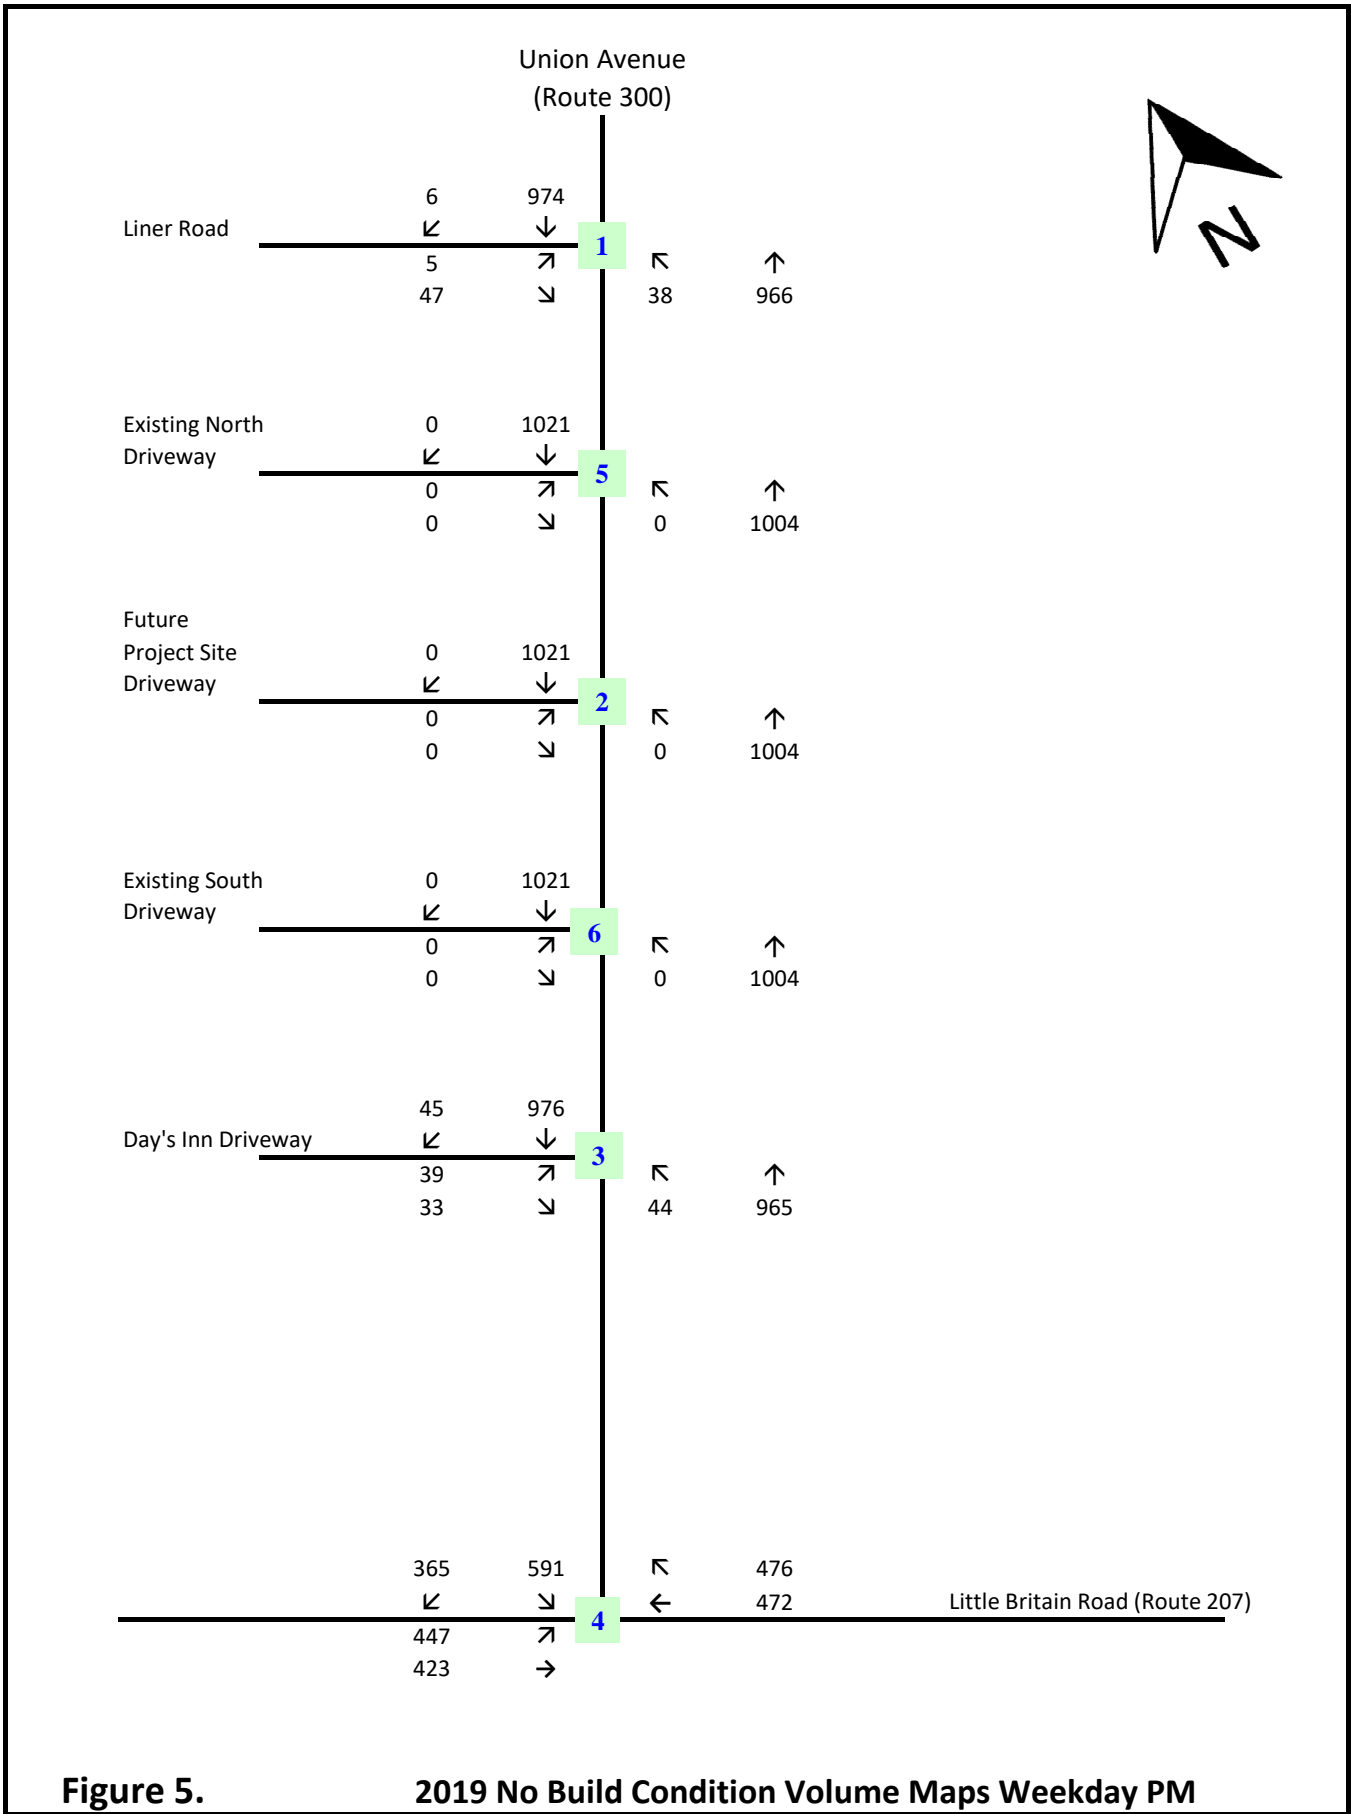 Union Avenue
(Route 300)
N
6 974
Liner Road ↙ ↓
1
5 ↗ ↖ ↑
47 ↘ 38 966
Existing North 0 1021
Driveway ↙ ↓
5
0 ↗ ↖ ↑
0 ↘ 0 1004
Future
Project Site 0 1021
Driveway ↙ ↓
2
0 ↗ ↖ ↑
0 ↘ 0 1004
Existing South 0 1021
Driveway ↙ ↓
6
0 ↗ ↖ ↑
0 ↘ 0 1004
45 976
Day's Inn Driveway ↙ ↓
3
39 ↗ ↖ ↑
33 ↘ 44 965
365 591 ↖ 476
↙ ↘ ← 472 Little Britain Road (Route 207)
4
447 ↗
423 →
Figure 5. 2019 No Build Condition Volume Maps Weekday PM